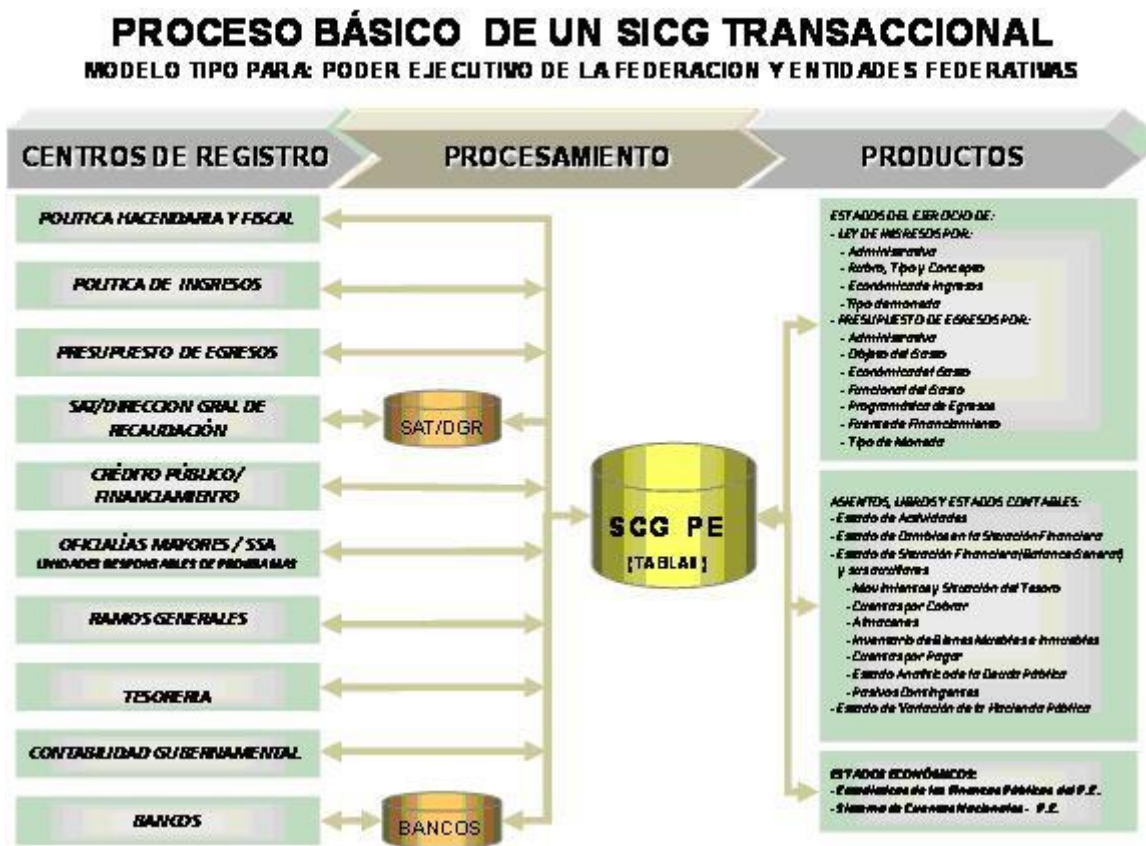 PROCESO BÁSICO DE UN SICG TRANSACCIONAL
MODELO TIPO PARA: PODER EJECUTIVO DE LA FEDERACION Y ENTIDADES FEDERATIVAS
CENTROS DE REGISTRO
PROCESAMIENTO
PRODUCTOS
POLITICA HACENDARIA Y FISCAL
POLITICA DE INGRESOS
PRESUPUESTO DE EGRESOS
SAT/DIRECCION GRAL DE
RECAUDACIÓN
CRÉDITO PÚBLICO/
FINANCIAMIENTO
OFICIALÍAS MAYORES / SSA
UNIDADES RESPONSABLES DE PROGRAMAS
RAMOS GENERALES
TESORERIA
CONTABILIDAD GUBERNAMENTAL
BANCOS
SAT/DGR
BANCOS
SCG PE
ESTADOS DEL EJERCICIO DE:
- LEY DE INGRESOS POR:
- Administrativa
- Rubro, Tipo y Concepto
- Económica de Ingresos
- Tipo de moneda
- PRESUPUESTO DE EGRESOS POR:
- Administrativa
- Objeto del Gasto
- Económica del Gasto
- Funcional del Gasto
- Programática de Egresos
- Fuente de Financiamiento
- Tipo de Moneda
ASIENTOS, LIBROS Y ESTADOS CONTABLES:
- Estado de Actividades
- Estado de Cambios en la Situación Financiera
- Estado de Situación Financiera (Balance General)
y sus auxiliares
- Movimientos y Situación del Tesoro
- Cuentas por Cobrar
- Almacenes
- Inventario de Bienes Muebles e Inmuebles
- Cuentas por Pagar
- Estado Analítico de la Deuda Pública
- Pasivos Contingentes
- Estado de Variación de la Hacienda Pública
ESTADOS ECONÓMICOS:
- Estadísticas de las Finanzas Públicas del P.E.
- Sistema de Cuentas Nacionales - P.E.